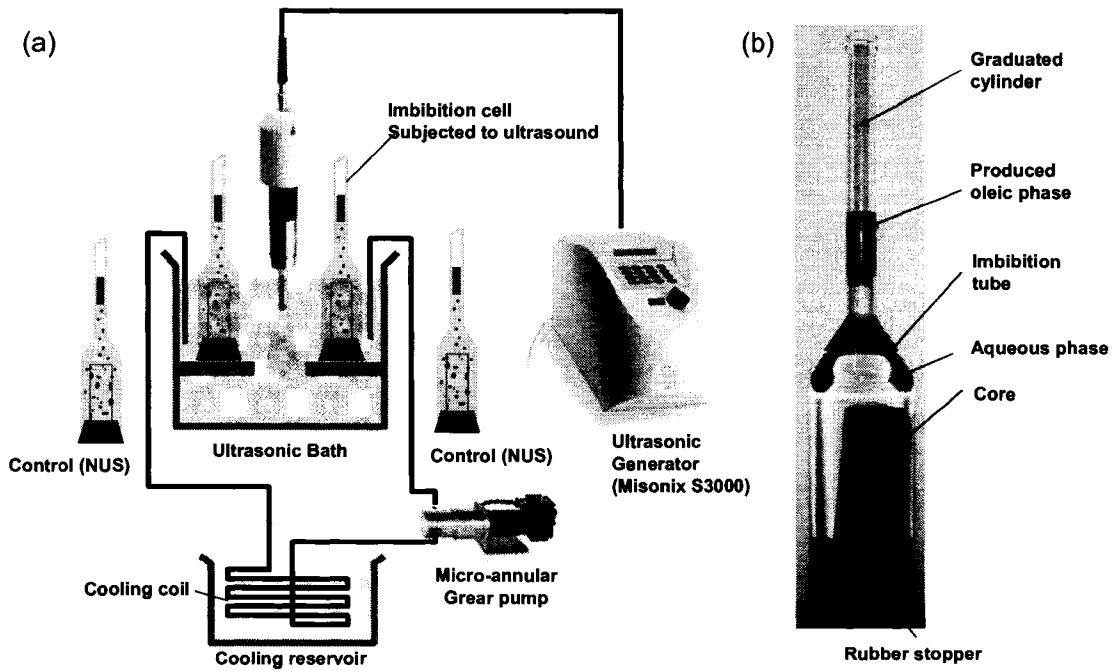 (a)
Imbibition cell
Subjected to ultrasound
Control (NUS)
Ultrasonic Bath
Control (NUS)
Ultrasonic
Generator
(Misonix S3000)
Cooling coil
Micro-annular
Grear pump
Cooling reservoir
(b)
Graduated
cylinder
Produced
oleic phase
Imbibition
tube
Aqueous phase
Core
Rubber stopper